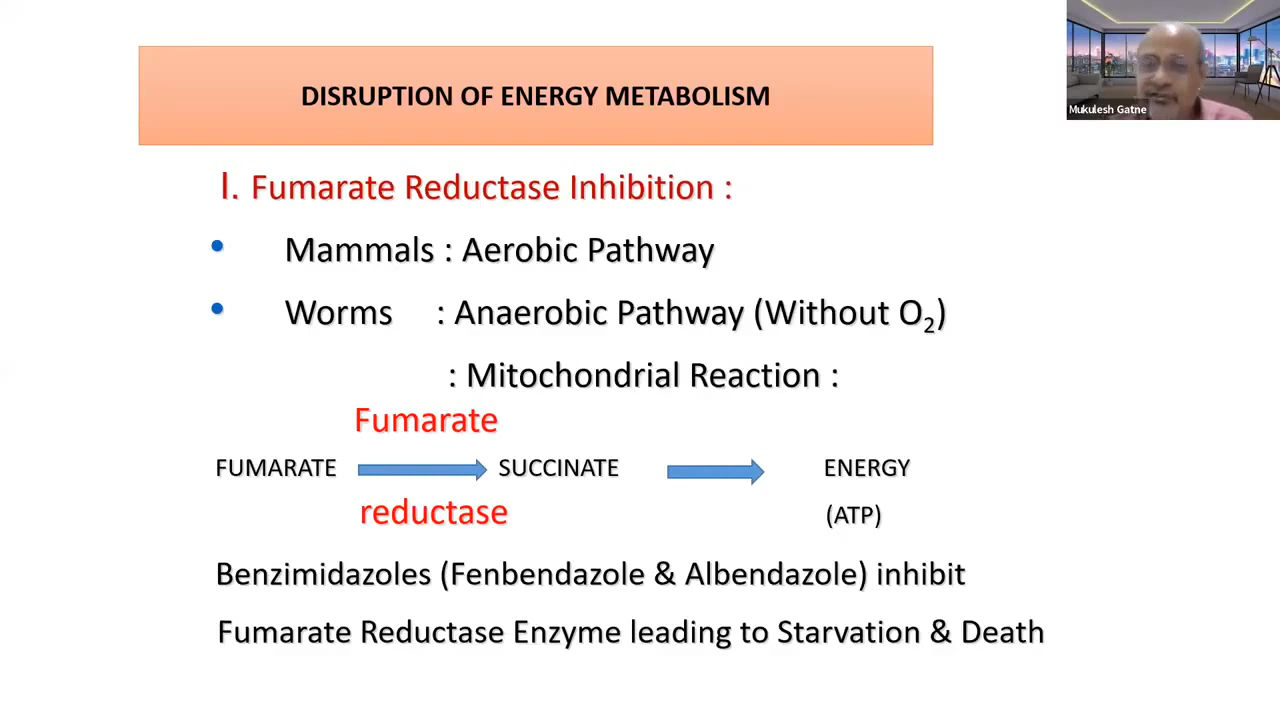 DISRUPTION OF ENERGY METABOLISM
Mukulesh Gatne
I. Fumarate Reductase Inhibition :
• Mammals : Aerobic Pathway
• Worms : Anaerobic Pathway (Without O₂)
: Mitochondrial Reaction :
Fumarate
FUMARATE SUCCINATE ENERGY
reductase (ATP)
Benzimidazoles (Fenbendazole & Albendazole) inhibit
Fumarate Reductase Enzyme leading to Starvation & Death